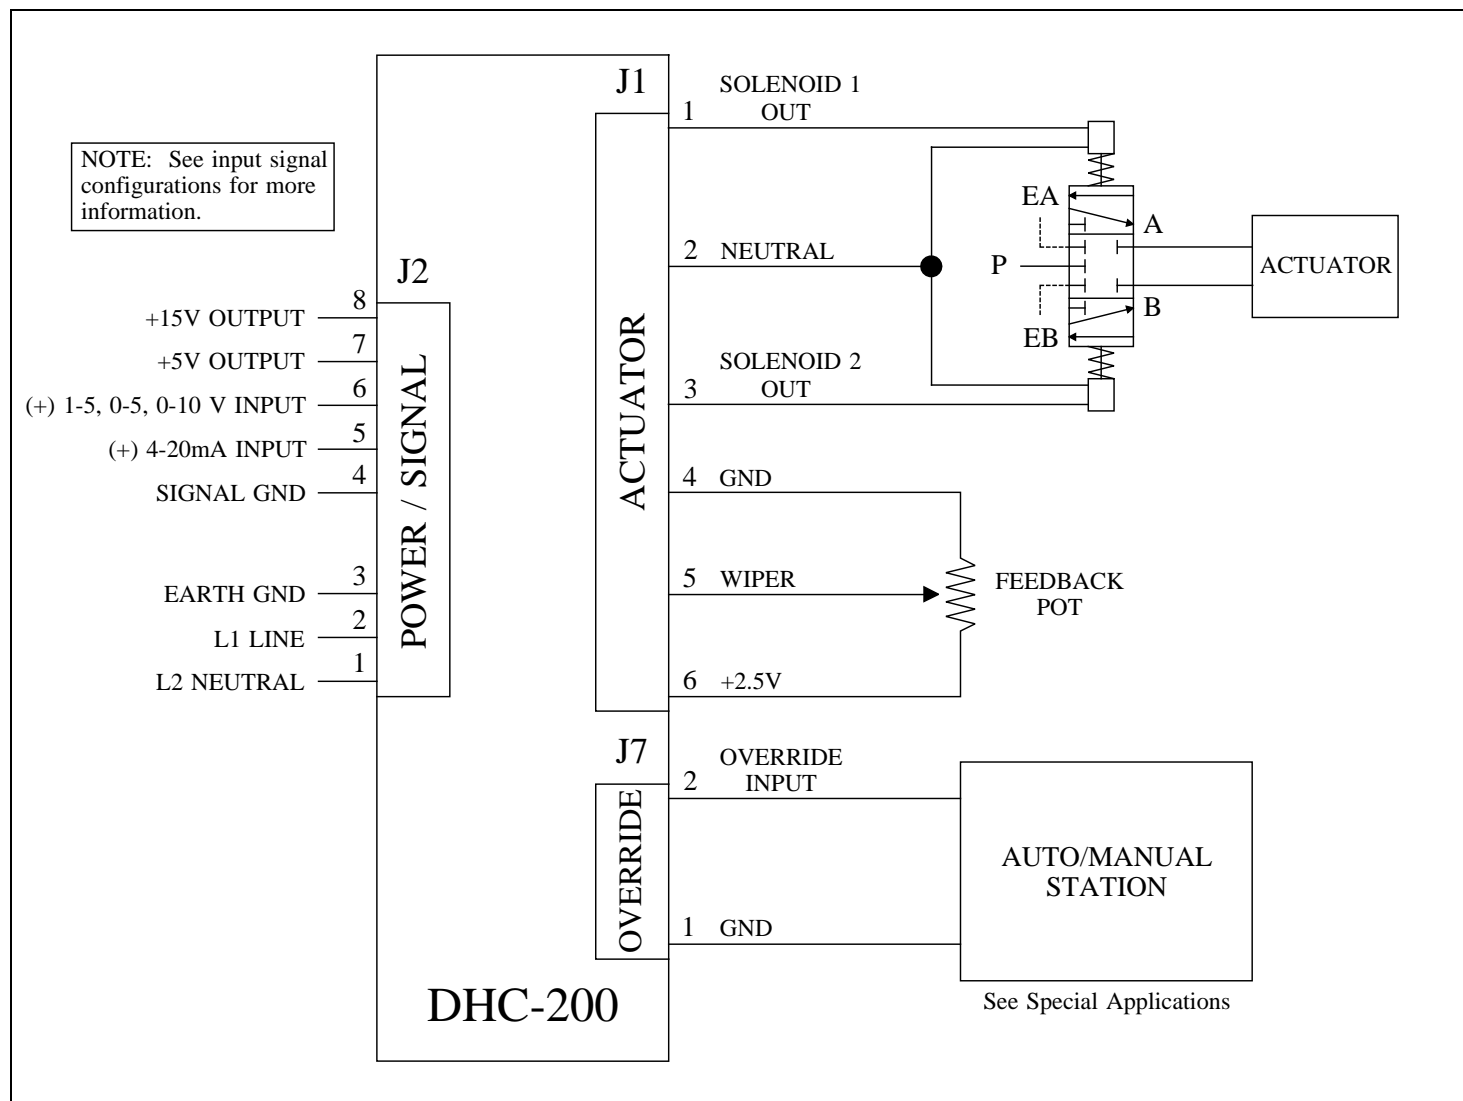 NOTE: See input signal
configurations for more
information.
J2
8
+15V OUTPUT
7
+5V OUTPUT
6
(+) 1-5, 0-5, 0-10 V INPUT
5
(+) 4-20mA INPUT
4
SIGNAL GND
3
EARTH GND
2
L1 LINE
1
L2 NEUTRAL
POWER / SIGNAL
J1
ACTUATOR
1
SOLENOID 1
OUT
2 NEUTRAL
3
SOLENOID 2
OUT
4 GND
5 WIPER
6 +2.5V
EA
A
P
B
EB
ACTUATOR
FEEDBACK
POT
J7
OVERRIDE
2
OVERRIDE
INPUT
1 GND
AUTO/MANUAL
STATION
See Special Applications
DHC-200